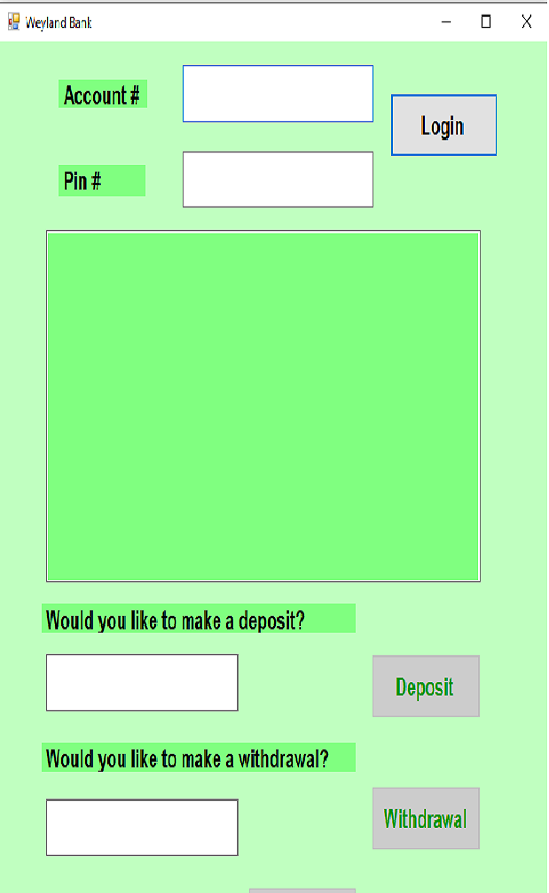 Weyland Bank
Account #
Login
Pin #
Would you like to make a deposit?
Deposit
Would you like to make a withdrawal?
Withdrawal